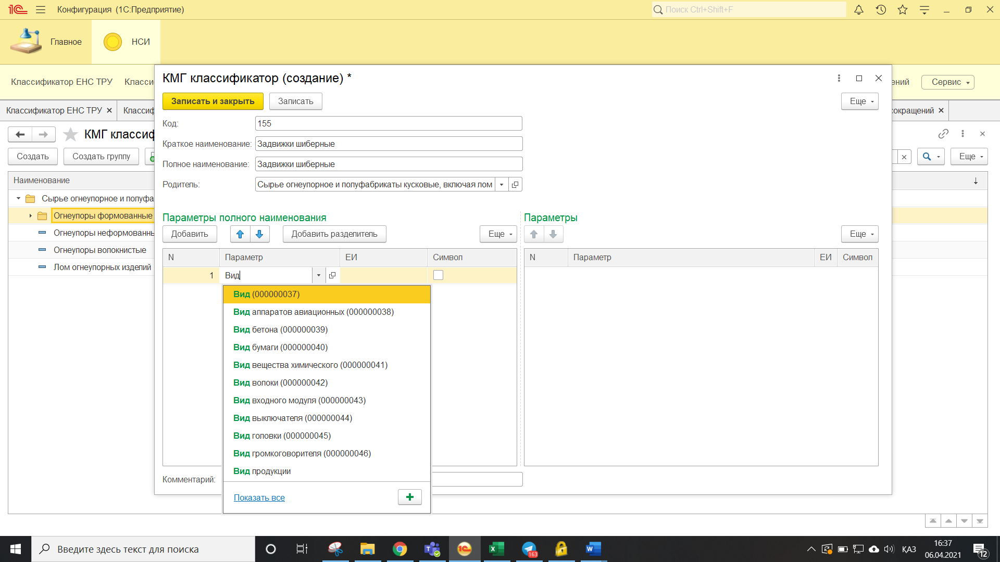 Конфигурация (1С:Предприятие)
Поиск Ctrl+Shift+F
Главное
НСИ
Классификатор ЕНС ТРУ
Класси
ений
Сервис
КМГ классификатор (создание) *
Записать и закрыть
Записать
Еще
Классификатор ЕНС ТРУ
Классиф
сокращений
Код:
155
Краткое наименование:
Задвижки шиберные
Полное наименование:
Задвижки шиберные
Родитель:
Сырье огнеупорное и полуфабрикаты кусковые, включая лом
КМГ классиф
Создать
Создать группу
Еще
Наименование
Сырье огнеупорное и полуфа
Огнеупоры формованные
Огнеупоры неформованнь
Огнеупоры волокнистые
Лом огнеупорных изделий
Параметры полного наименования
Добавить
Добавить разделитель
Еще
N
Параметр
ЕИ
Символ
1
Вид
Вид (000000037)
Вид аппаратов авиационных (000000038)
Вид бетона (000000039)
Вид бумаги (000000040)
Вид вещества химического (000000041)
Вид волоки (000000042)
Вид входного модуля (000000043)
Вид выключателя (000000044)
Вид головки (000000045)
Вид громкоговорителя (000000046)
Вид продукции
Показать все
Параметры
Еще
N
Параметр
ЕИ
Символ
Комментарий:
Введите здесь текст для поиска
163
ҚАЗ
16:37
06.04.2021
12